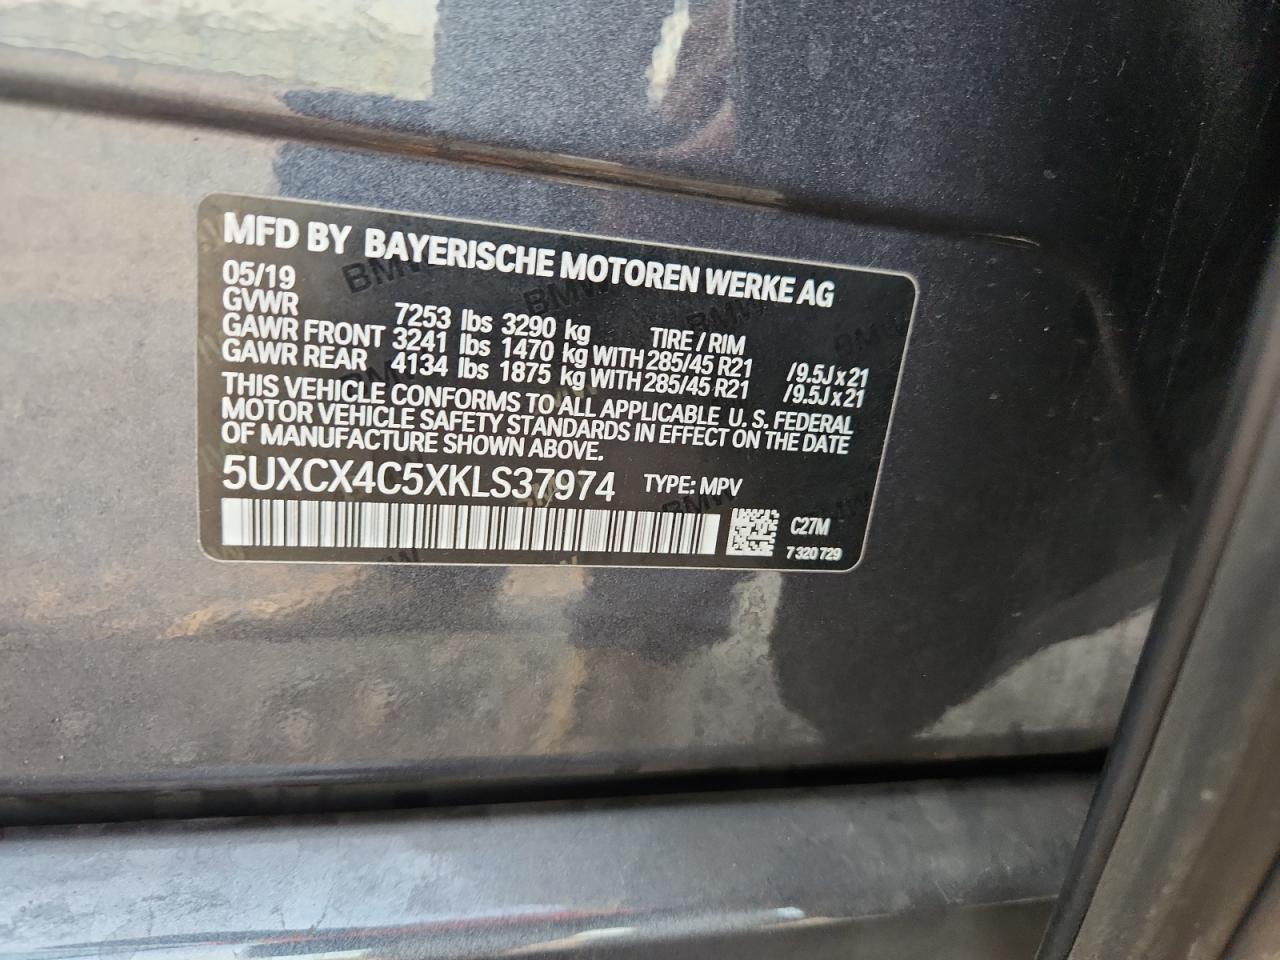 MFD BY BAYERISCHE MOTOREN WERKE AG
05/19
GVWR 7253 lbs 3290 kg TIRE / RIM
GAWR FRONT 3241 lbs 1470 kg WITH 285/45 R21 /9.5J x 21
GAWR REAR 4134 lbs 1875 kg WITH 285/45 R21 /9.5J x 21
THIS VEHICLE CONFORMS TO ALL APPLICABLE U. S. FEDERAL
MOTOR VEHICLE SAFETY STANDARDS IN EFFECT ON THE DATE
OF MANUFACTURE SHOWN ABOVE.
5UXCX4C5XKLS37974 TYPE: MPV
C27M
7 320 729